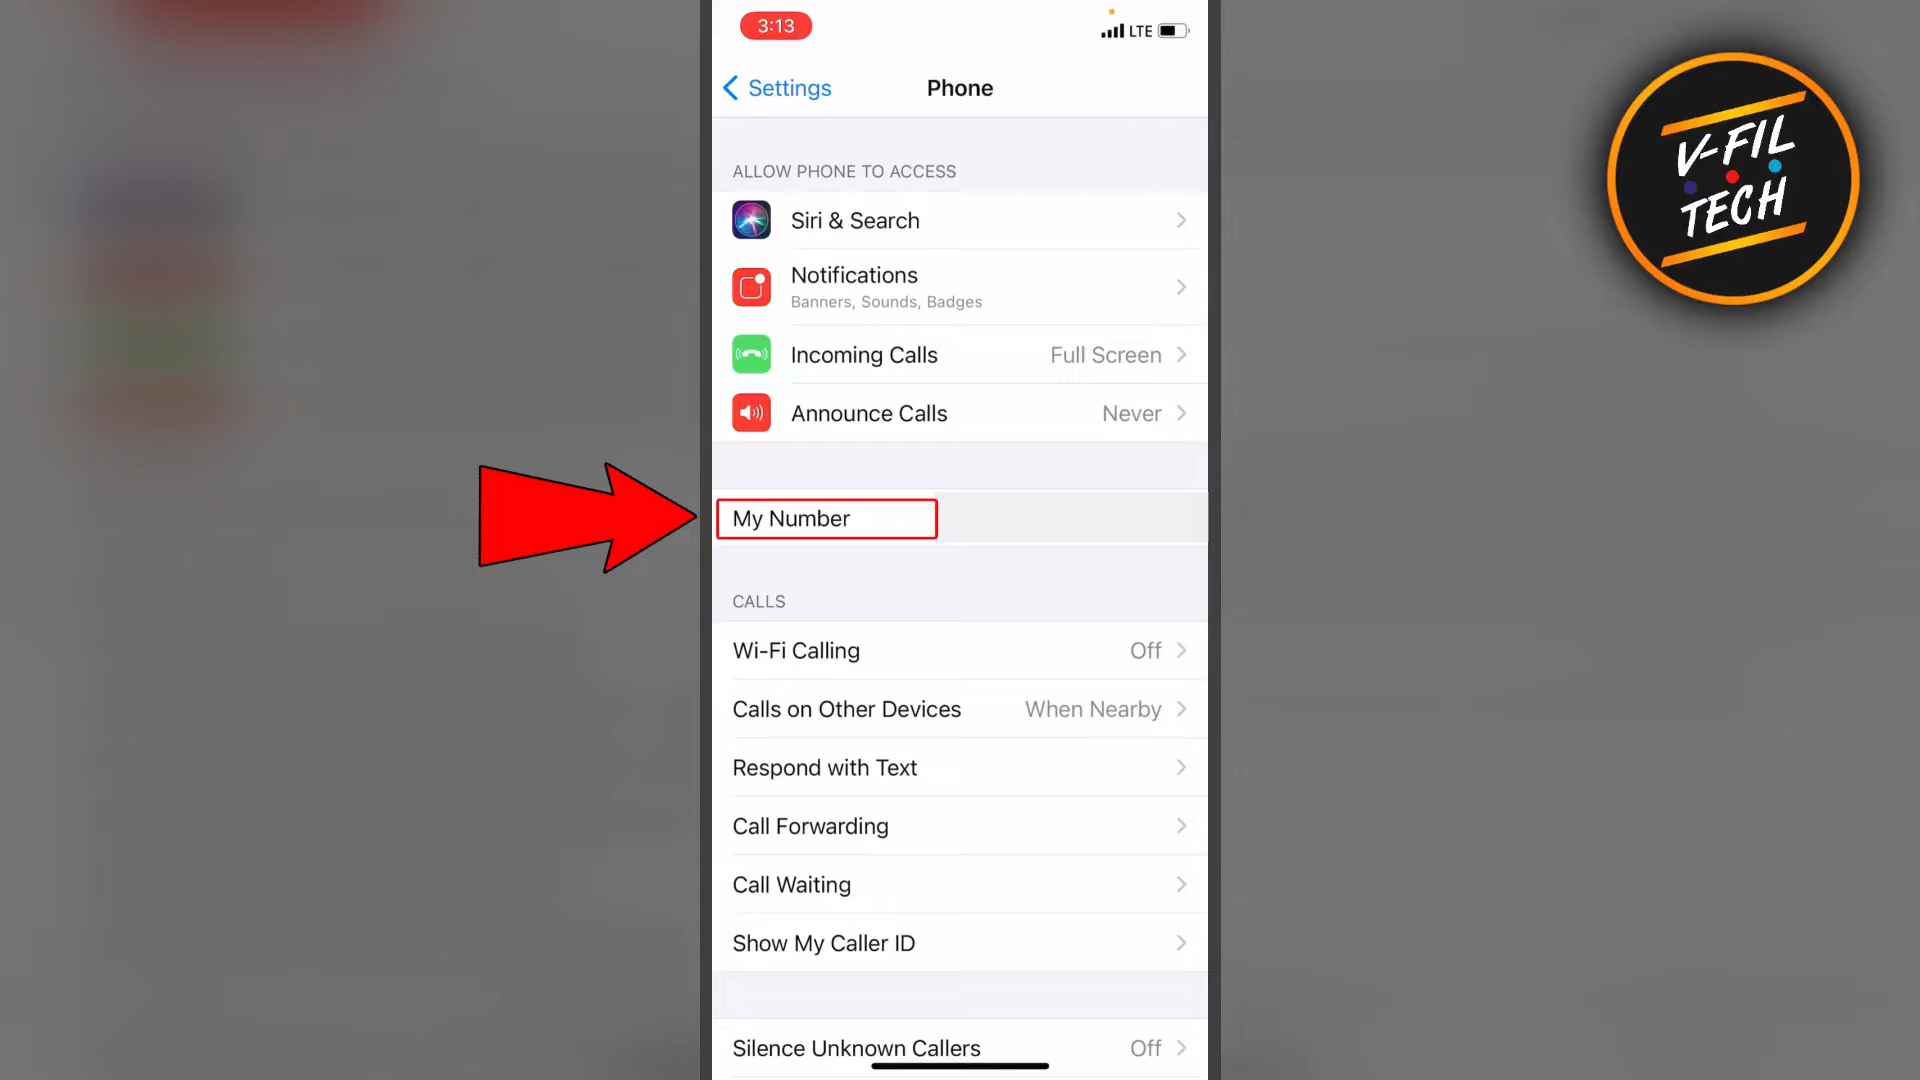 3:13
LTE
Settings
Phone
V-FIL
TECH
ALLOW PHONE TO ACCESS
Siri & Search
Notifications
Banners, Sounds, Badges
Incoming Calls Full Screen
Announce Calls Never
My Number
CALLS
Wi-Fi Calling Off
Calls on Other Devices When Nearby
Respond with Text
Call Forwarding
Call Waiting
Show My Caller ID
Silence Unknown Callers Off